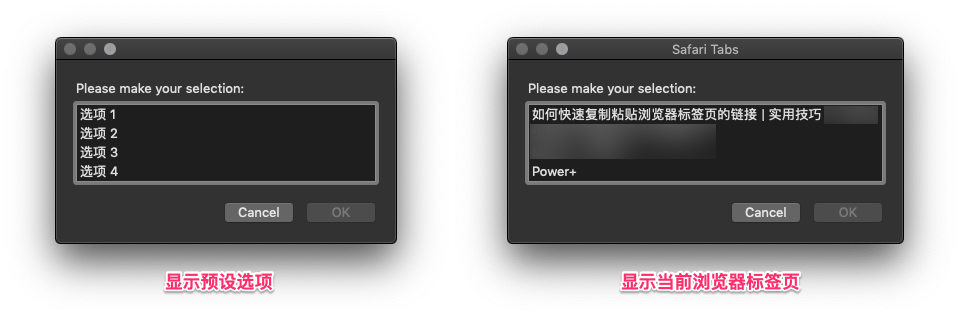 Please make your selection:
选项 1
选项 2
选项 3
选项 4
Cancel
OK
显示预设选项
Safari Tabs
Please make your selection:
如何快速复制粘贴浏览器标签页的链接 | 实用技巧
Power+
Cancel
OK
显示当前浏览器标签页